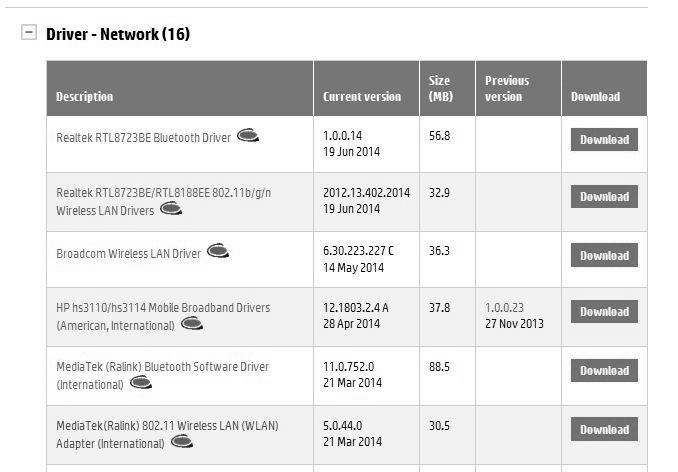 Driver - Network (16)
Description Current version Size (MB) Previous version Download
Realtek RTL8723BE Bluetooth Driver 1.0.0.14 56.8 Download
19 Jun 2014
Realtek RTL8723BE/RTL8188EE 802.11b/g/n 2012.13.402.2014 32.9 Download
Wireless LAN Drivers 19 Jun 2014
Broadcom Wireless LAN Driver 6.30.223.227 C 36.3 Download
14 May 2014
HP hs3110/hs3114 Mobile Broadband Drivers 12.1803.2.4 A 37.8 1.0.0.23 Download
(American, International) 28 Apr 2014 27 Nov 2013
MediaTek (Ralink) Bluetooth Software Driver 11.0.752.0 88.5 Download
(International) 21 Mar 2014
MediaTek(Ralink) 802.11 Wireless LAN (WLAN) 5.0.44.0 30.5 Download
Adapter (International) 21 Mar 2014